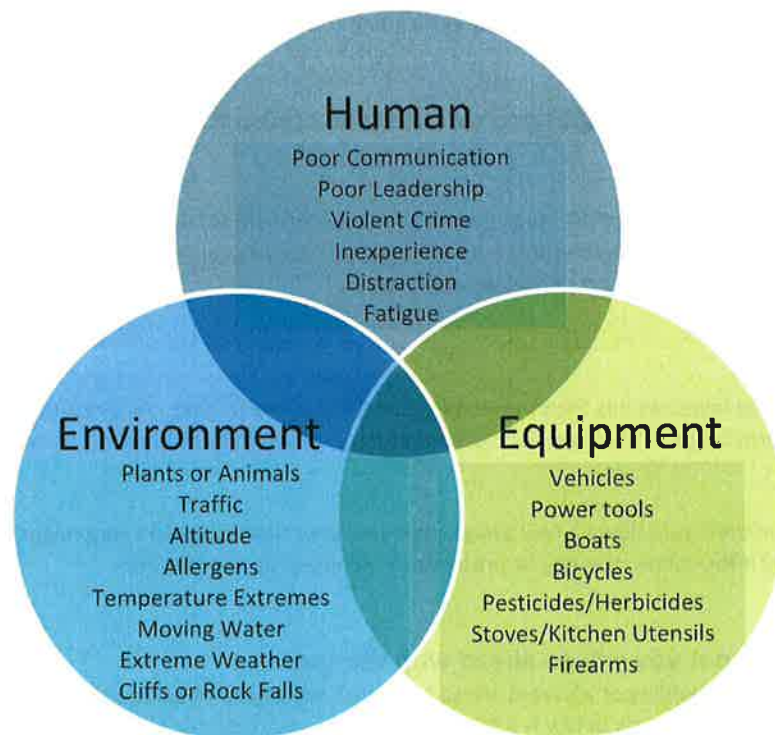 Human
Poor Communication
Poor Leadership
Violent Crime
Inexperience
Distraction
Fatigue
Environment
Plants or Animals
Traffic
Altitude
Allergens
Temperature Extremes
Moving Water
Extreme Weather
Cliffs or Rock Falls
Equipment
Vehicles
Power tools
Boats
Bicycles
Pesticides/Herbicides
Stoves/Kitchen Utensils
Firearms